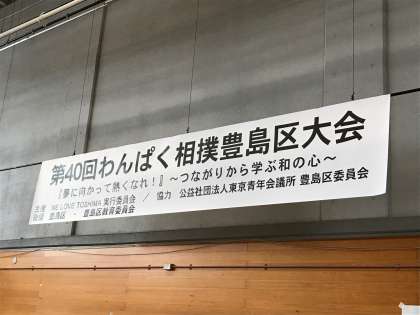 第40回わんぱく相撲豊島区大会
『夢に向かって熱くなれ!』~つながりから学ぶ和の心~
主催 WE LOVE TOSHIMA 実行委員会 / 協力 公益社団法人東京青年会議所 豊島区委員会
後援 豊島区 ・ 豊島区教育委員会